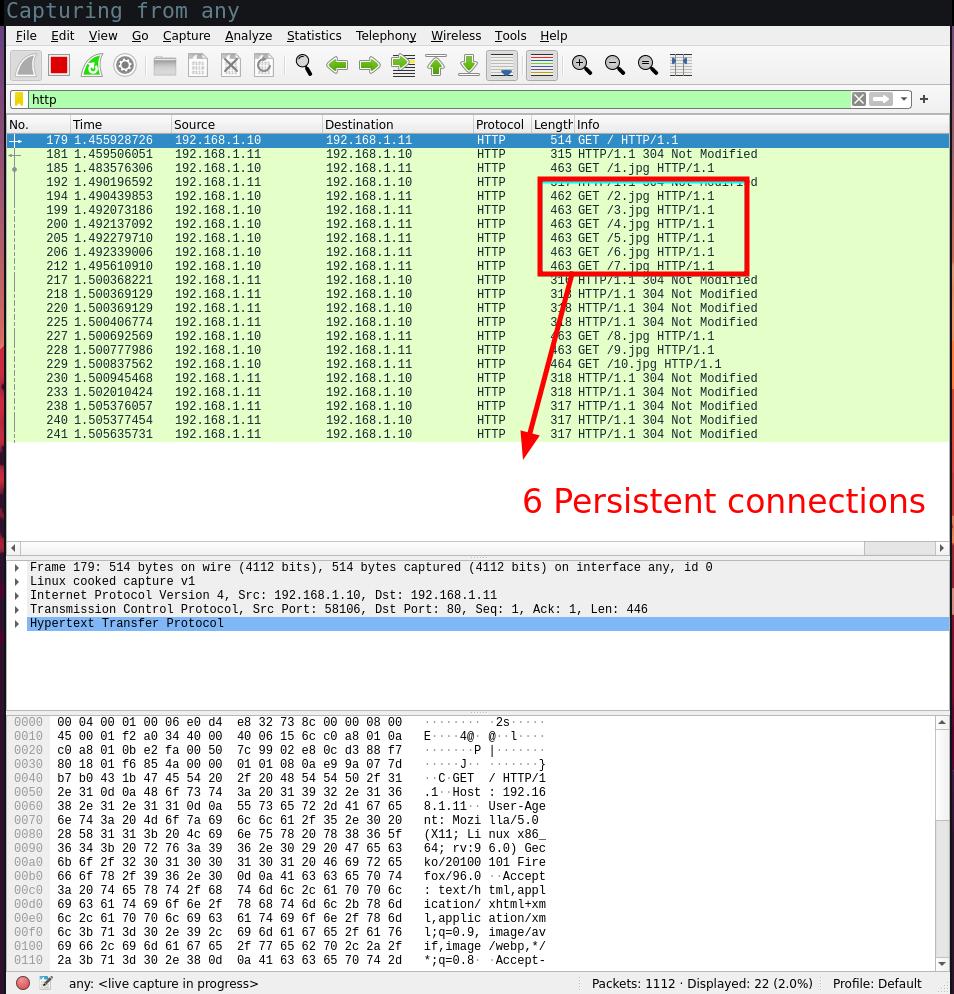 Capturing from any
File Edit View Go Capture Analyze Statistics Telephony Wireless Tools Help
http
No. Time Source Destination Protocol Length Info
179 1.455928726 192.168.1.10 192.168.1.11 HTTP 514 GET / HTTP/1.1
181 1.459506051 192.168.1.11 192.168.1.10 HTTP 315 HTTP/1.1 304 Not Modified
185 1.483576306 192.168.1.10 192.168.1.11 HTTP 463 GET /1.jpg HTTP/1.1
192 1.490196592 192.168.1.11 192.168.1.10 HTTP 317 HTTP/1.1 304 Not Modified
194 1.490439853 192.168.1.10 192.168.1.11 HTTP 462 GET /2.jpg HTTP/1.1
199 1.492073186 192.168.1.10 192.168.1.11 HTTP 463 GET /3.jpg HTTP/1.1
200 1.492137092 192.168.1.10 192.168.1.11 HTTP 463 GET /4.jpg HTTP/1.1
205 1.492279710 192.168.1.10 192.168.1.11 HTTP 463 GET /5.jpg HTTP/1.1
206 1.492339006 192.168.1.10 192.168.1.11 HTTP 463 GET /6.jpg HTTP/1.1
212 1.495610910 192.168.1.10 192.168.1.11 HTTP 463 GET /7.jpg HTTP/1.1
217 1.500368221 192.168.1.11 192.168.1.10 HTTP HTTP/1.1 304 Not Modified
218 1.500369129 192.168.1.11 192.168.1.10 HTTP HTTP/1.1 304 Not Modified
220 1.500369129 192.168.1.11 192.168.1.10 HTTP 318 HTTP/1.1 304 Not Modified
225 1.500406774 192.168.1.11 192.168.1.10 HTTP 318 HTTP/1.1 304 Not Modified
227 1.500692569 192.168.1.10 192.168.1.11 HTTP 463 GET /8.jpg HTTP/1.1
228 1.500777986 192.168.1.10 192.168.1.11 HTTP 463 GET /9.jpg HTTP/1.1
229 1.500837562 192.168.1.10 192.168.1.11 HTTP 464 GET /10.jpg HTTP/1.1
230 1.500945468 192.168.1.11 192.168.1.10 HTTP 318 HTTP/1.1 304 Not Modified
233 1.502010424 192.168.1.11 192.168.1.10 HTTP 318 HTTP/1.1 304 Not Modified
238 1.505376057 192.168.1.11 192.168.1.10 HTTP 317 HTTP/1.1 304 Not Modified
240 1.505377454 192.168.1.11 192.168.1.10 HTTP 317 HTTP/1.1 304 Not Modified
241 1.505635731 192.168.1.11 192.168.1.10 HTTP 317 HTTP/1.1 304 Not Modified
6 Persistent connections
Frame 179: 514 bytes on wire (4112 bits), 514 bytes captured (4112 bits) on interface any, id 0
Linux cooked capture v1
Internet Protocol Version 4, Src: 192.168.1.10, Dst: 192.168.1.11
Transmission Control Protocol, Src Port: 58106, Dst Port: 80, Seq: 1, Ack: 1, Len: 446
Hypertext Transfer Protocol
0000 00 04 00 01 00 06 e0 d4 e8 32 73 8c 00 00 08 00 ········ ·2s·····
0010 45 00 01 f2 a0 34 40 00 40 06 15 6c c0 a8 01 0a E····4@· @··l····
0020 c0 a8 01 0b e2 fa 00 50 7c 99 02 e8 0c d3 88 f7 ·······P |·······
0030 80 18 01 f6 85 4a 00 00 01 01 08 0a e9 9a 07 7d ·····J·· ·······}
0040 b7 b0 43 1b 47 45 54 20 2f 20 48 54 54 50 2f 31 ··C·GET / HTTP/1
0050 2e 31 0d 0a 48 6f 73 74 3a 20 31 39 32 2e 31 36 .1··Host : 192.16
0060 38 2e 31 2e 31 31 0d 0a 55 73 65 72 2d 41 67 65 8.1.11·· User-Age
0070 6e 74 3a 20 4d 6f 7a 69 6c 6c 61 2f 35 2e 30 20 nt: Mozi lla/5.0
0080 28 58 31 31 3b 20 4c 69 6e 75 78 20 78 38 36 5f (X11; Li nux x86_
0090 36 34 3b 20 72 76 3a 39 36 2e 30 29 20 47 65 63 64; rv:9 6.0) Gec
00a0 6b 6f 2f 32 30 31 30 30 31 30 31 20 46 69 72 65 ko/20100 101 Fire
00b0 66 6f 78 2f 39 36 2e 30 0d 0a 41 63 63 65 70 74 fox/96.0 ··Accept
00c0 3a 20 74 65 78 74 2f 68 74 6d 6c 2c 61 70 70 6c : text/h tml,appl
00d0 69 63 61 74 69 6f 6e 2f 78 68 74 6d 6c 2b 78 6d ication/ xhtml+xm
00e0 6c 2c 61 70 70 6c 69 63 61 74 69 6f 6e 2f 78 6d l,applic ation/xm
00f0 6c 3b 71 3d 30 2e 39 2c 69 6d 61 67 65 2f 61 76 l;q=0.9, image/av
0100 69 66 2c 69 6d 61 67 65 2f 77 65 62 70 2c 2a 2f if,image /webp,*/
0110 2a 3b 71 3d 30 2e 38 0d 0a 41 63 63 65 70 74 2d *;q=0.8· ·Accept-
any: <live capture in progress> Packets: 1112 · Displayed: 22 (2.0%) Profile: Default